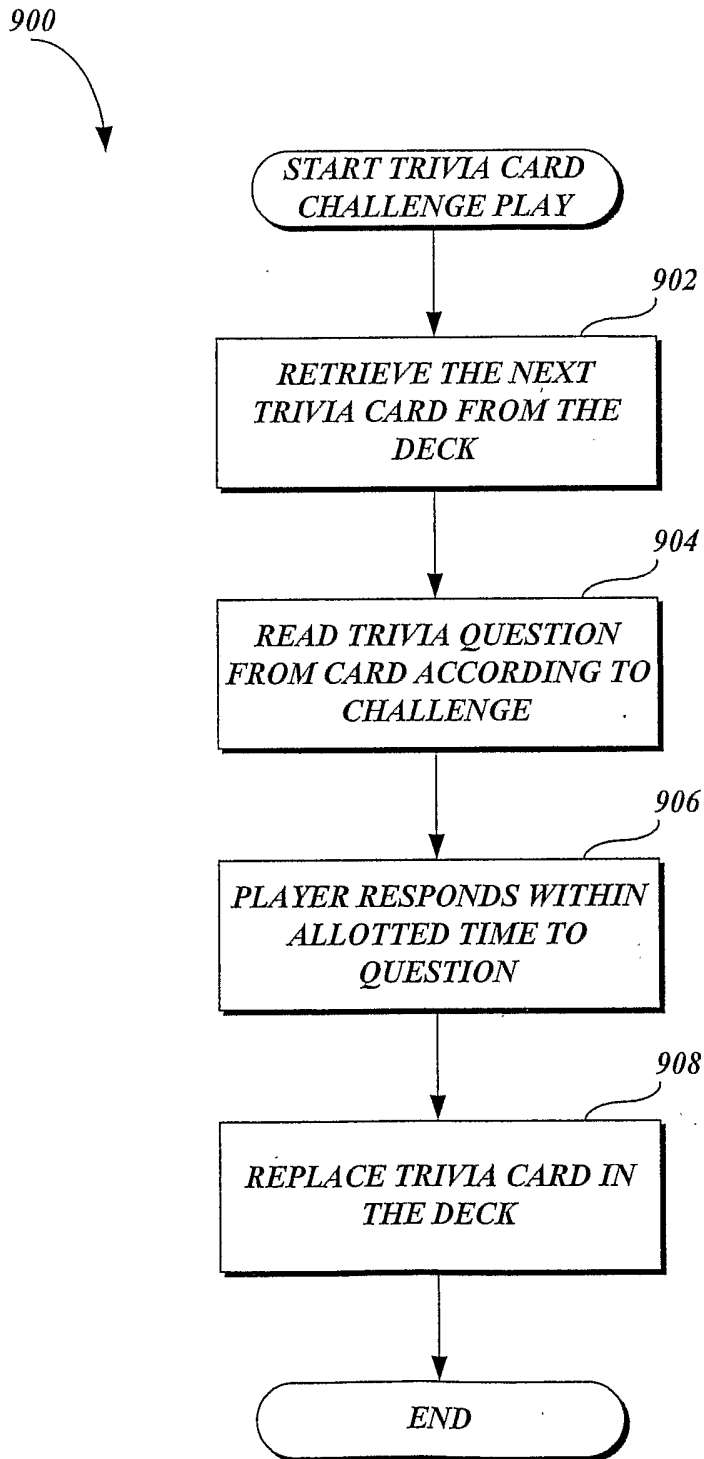 900
START TRIVIA CARD
CHALLENGE PLAY
902
RETRIEVE THE NEXT
TRIVIA CARD FROM THE
DECK
904
READ TRIVIA QUESTION
FROM CARD ACCORDING TO
CHALLENGE
906
PLAYER RESPONDS WITHIN
ALLOTTED TIME TO
QUESTION
908
REPLACE TRIVIA CARD IN
THE DECK
END